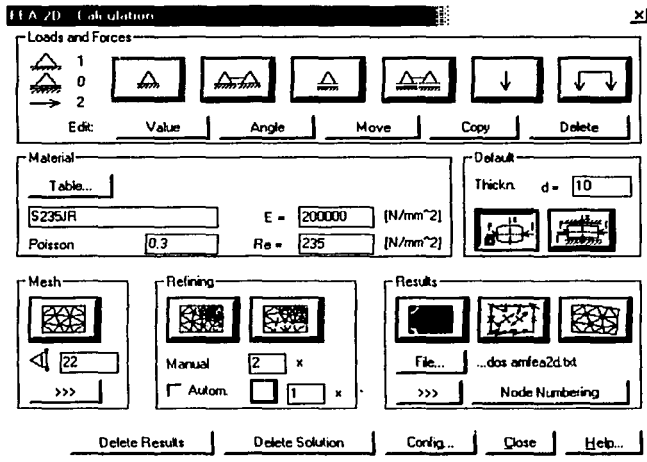 FEA 2D - Calculation
Loads and Forces
1
0
2
Edit: Value Angle Move Copy Delete
Material
Table...
S235JR E = 200000 [N/mm^2]
Poisson 0.3 Re = 235 [N/mm^2]
Default
Thickn. d = 10
Mesh
22
>>>
Refining
Manual 2 x
Autom. 1 x
Results
File... ...dos amfea2d.txt
>>> Node Numbering
Delete Results Delete Solution Config... Close Help...